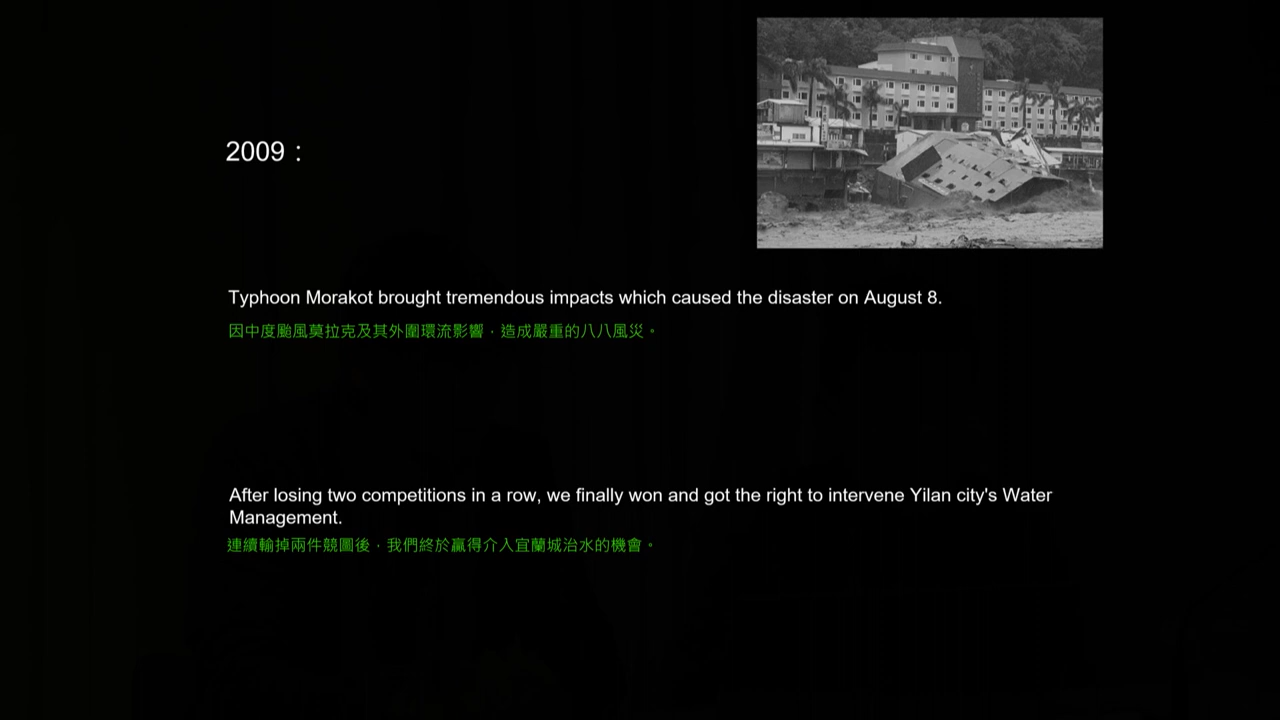 2009 :
Typhoon Morakot brought tremendous impacts which caused the disaster on August 8.
因中度颱風莫拉克及其外圍環流影響，造成嚴重的八八風災。
After losing two competitions in a row, we finally won and got the right to intervene Yilan city's Water
Management.
連續輸掉兩件競圖後，我們終於贏得介入宜蘭城治水的機會。